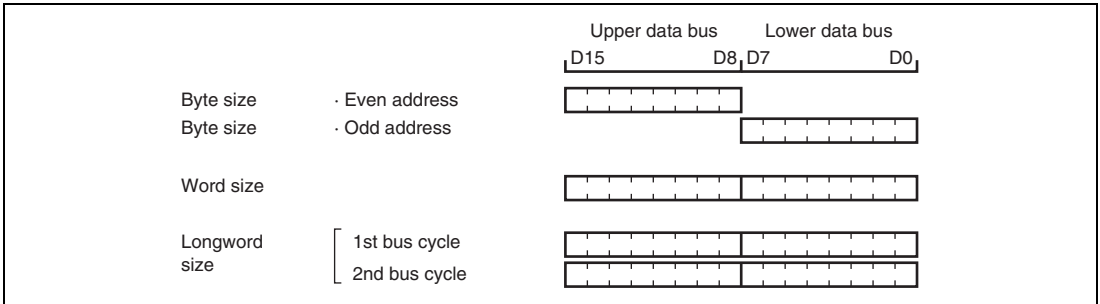 Upper data bus Lower data bus
D15 D8 D7 D0
Byte size · Even address
Byte size · Odd address
Word size
Longword size
1st bus cycle
2nd bus cycle